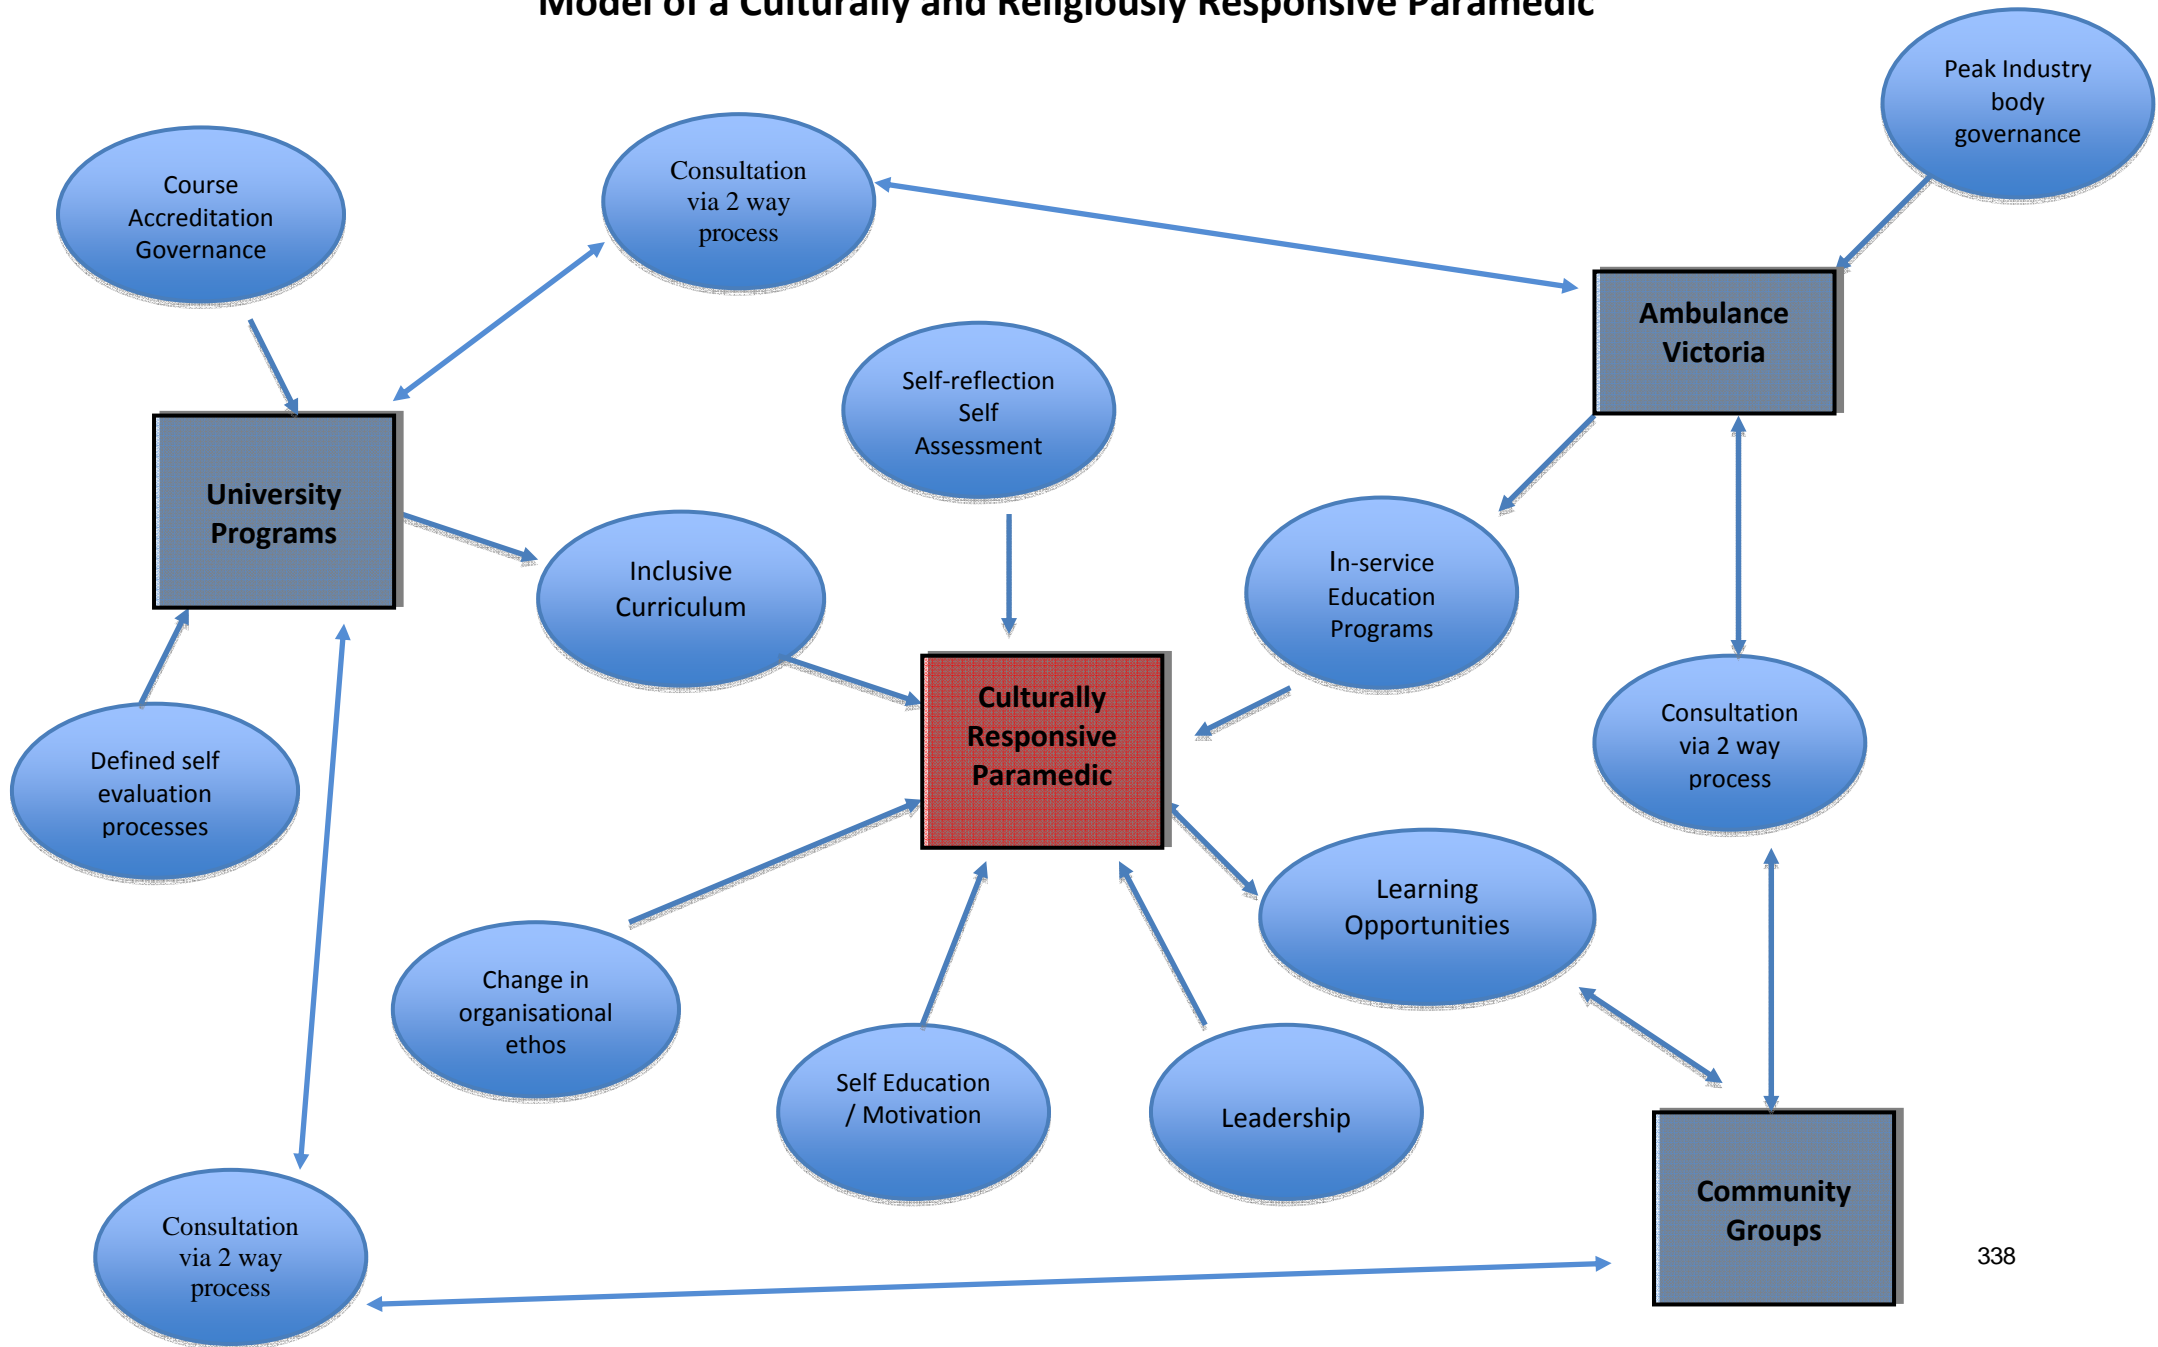 Model of a Culturally and Religiously Responsive Paramedic
Peak Industry
body
governance
Course
Accreditation
Governance
Consultation
via 2 way
process
Ambulance
Victoria
Self-reflection
Self
Assessment
University
Programs
Inclusive
Curriculum
In-service
Education
Programs
Culturally
Responsive
Paramedic
Consultation
via 2 way
process
Defined self
evaluation
processes
Learning
Opportunities
Change in
organisational
ethos
Self Education
/ Motivation
Leadership
Community
Groups
Consultation
via 2 way
process
338